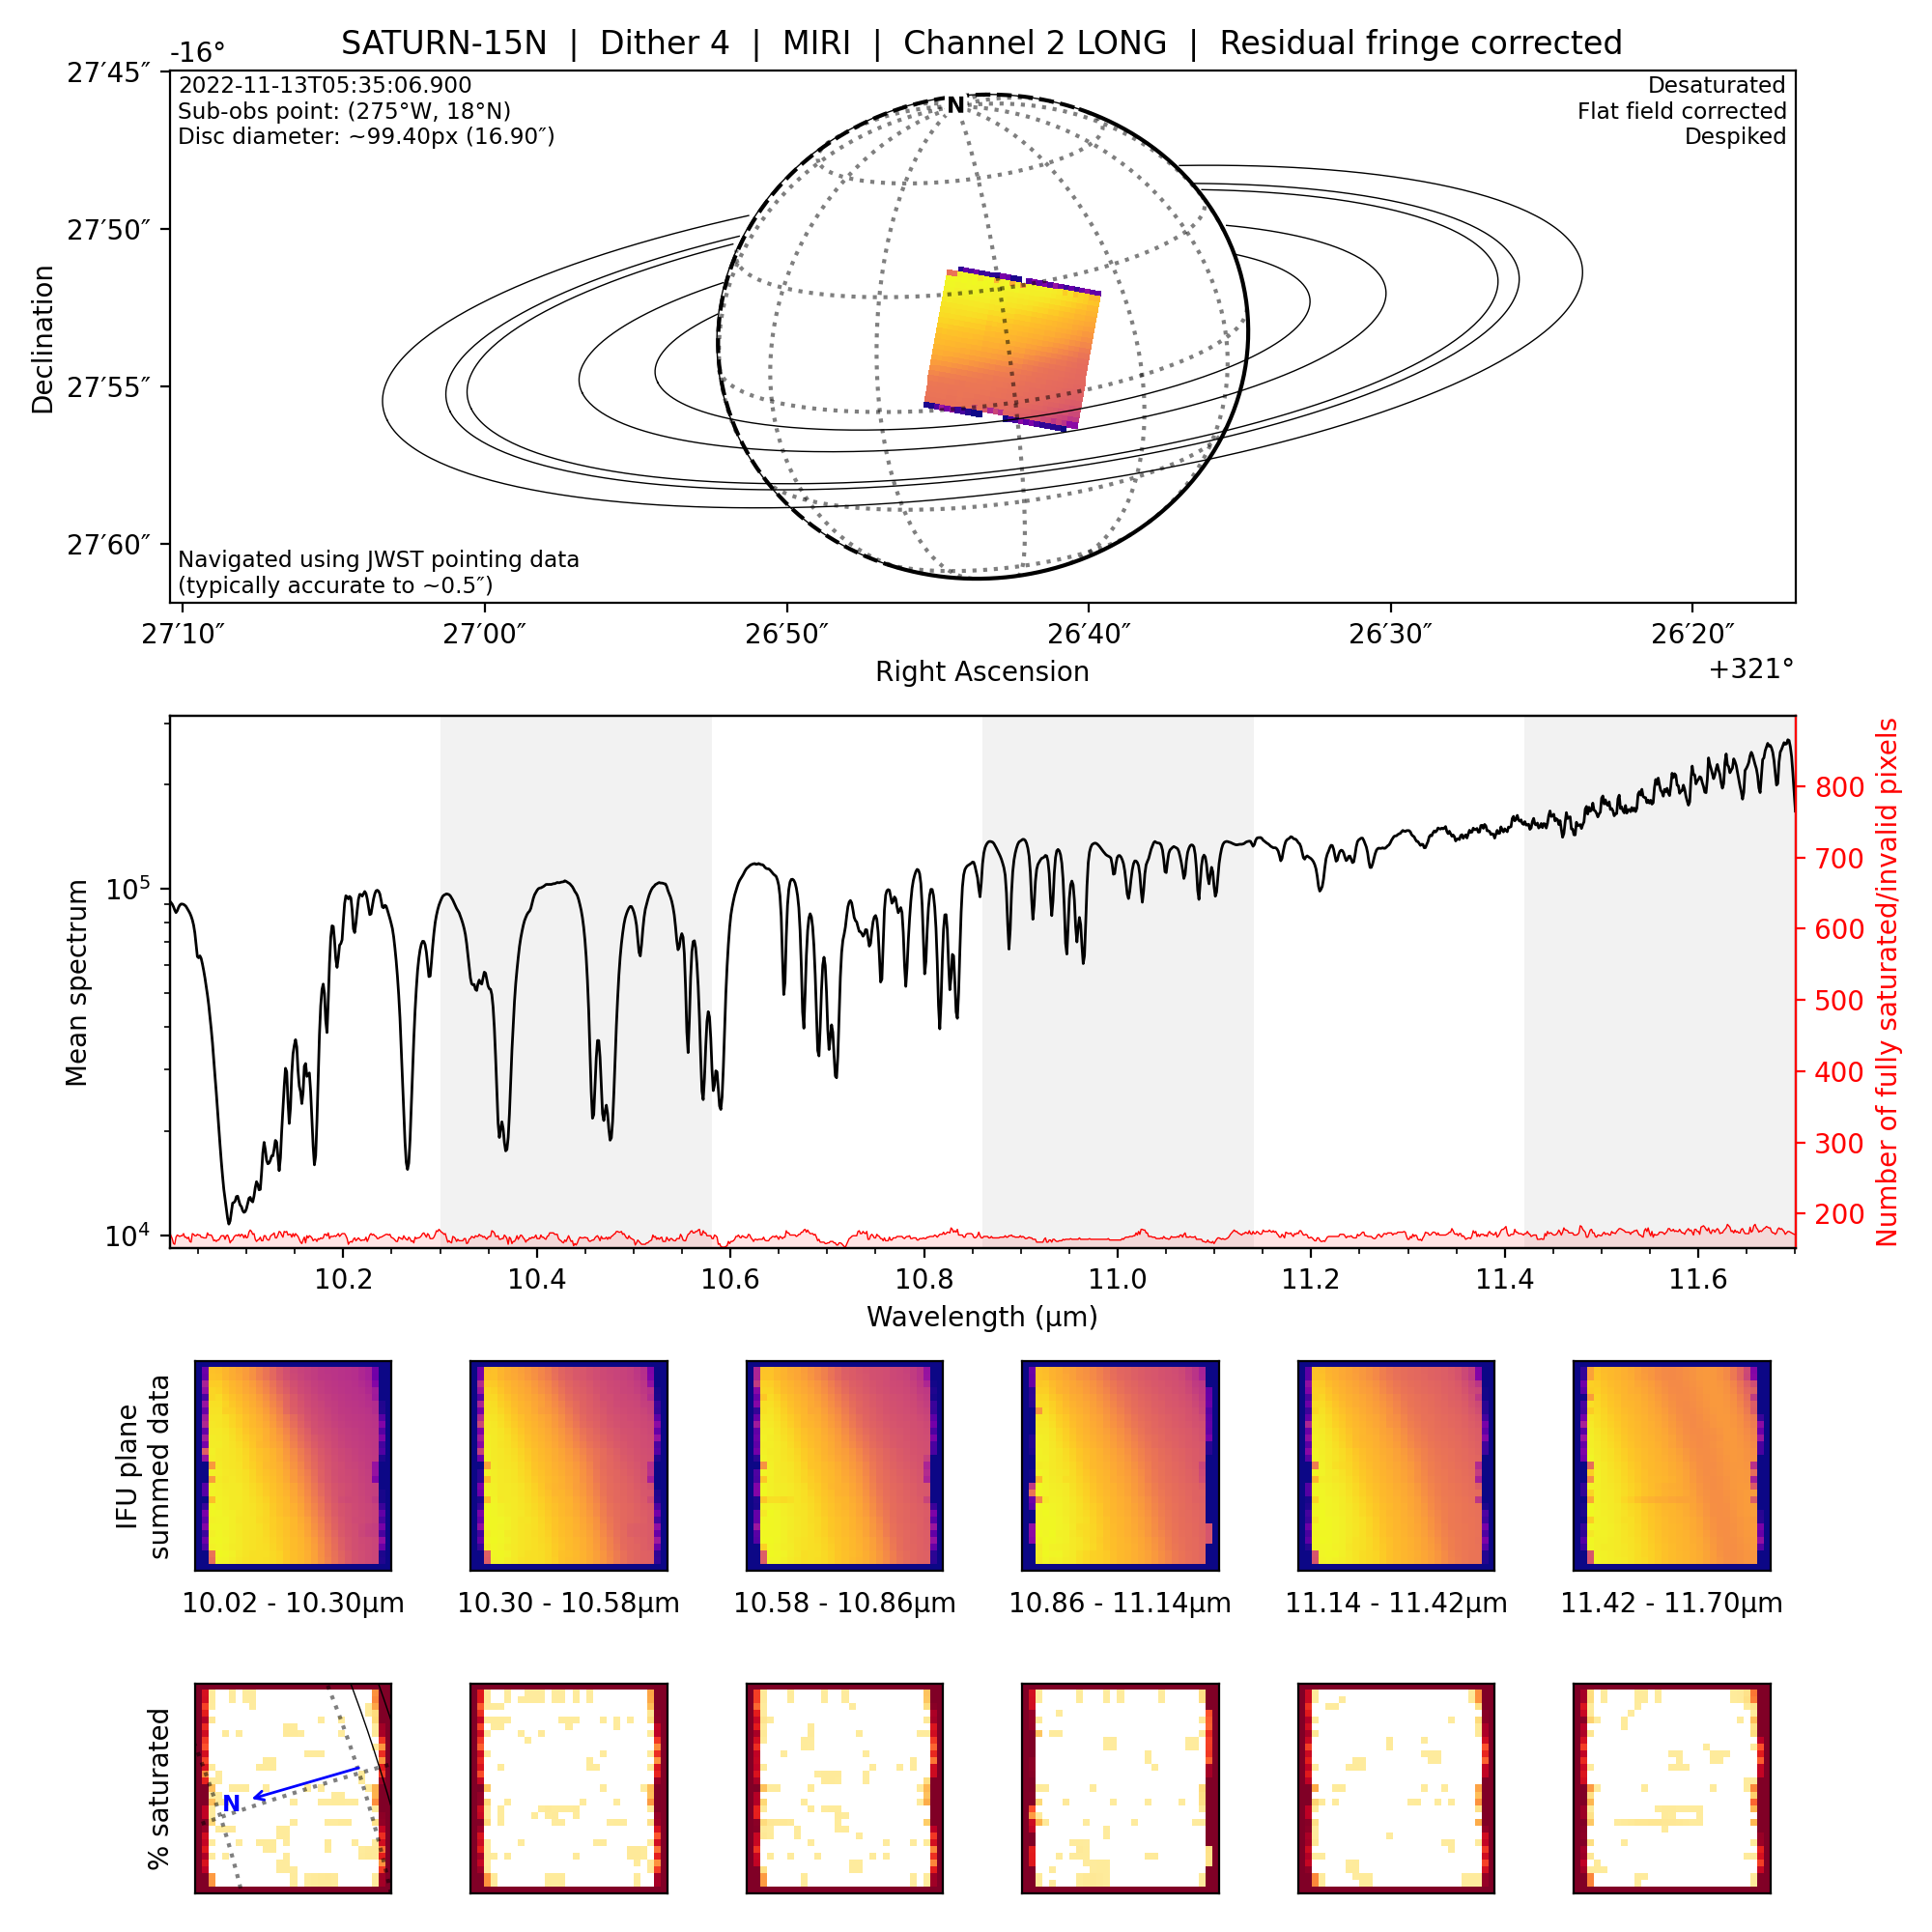 SATURN-15N | Dither 4 | MIRI | Channel 2 LONG | Residual fringe corrected
-16°
27′45″
27′50″
27′55″
27′60″
Declination
2022-11-13T05:35:06.900
Sub-obs point: (275°W, 18°N)
Disc diameter: ~99.40px (16.90″)
Desaturated
Flat field corrected
Despiked
N
Navigated using JWST pointing data
(typically accurate to ~0.5″)
27′10″ 27′00″ 26′50″ 26′40″ 26′30″ 26′20″
Right Ascension
+321°
Mean spectrum
10⁵
10⁴
800
700
600
500
400
300
200
Number of fully saturated/invalid pixels
10.2 10.4 10.6 10.8 11.0 11.2 11.4 11.6
Wavelength (μm)
IFU plane
summed data
10.02 - 10.30μm 10.30 - 10.58μm 10.58 - 10.86μm 10.86 - 11.14μm 11.14 - 11.42μm 11.42 - 11.70μm
% saturated
N